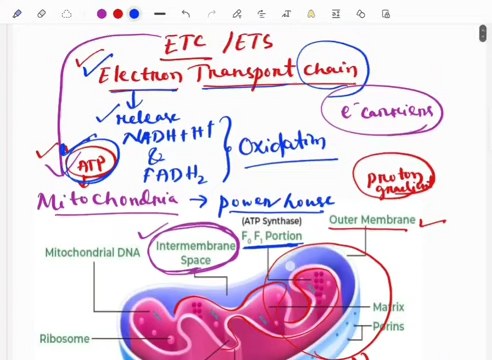 ETC / ETS
Electron Transport Chain
release
e⁻ carriers
NADH + H⁺
&
FADH₂
Oxidation
ATP
proton gradient
Mitochondria → power house
(ATP Synthase)
F₀ F₁ Portion
Outer Membrane
Intermembrane
Space
Mitochondrial DNA
Matrix
Porins
Ribosome